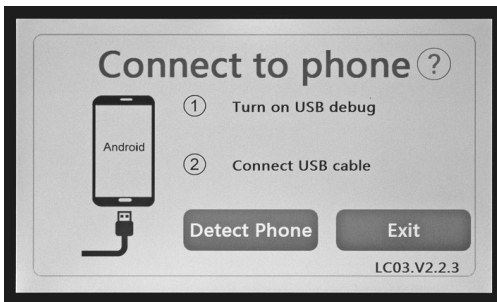 Connect to phone ?
1 Turn on USB debug
Android
2 Connect USB cable
Detect Phone Exit
LC03.V2.2.3